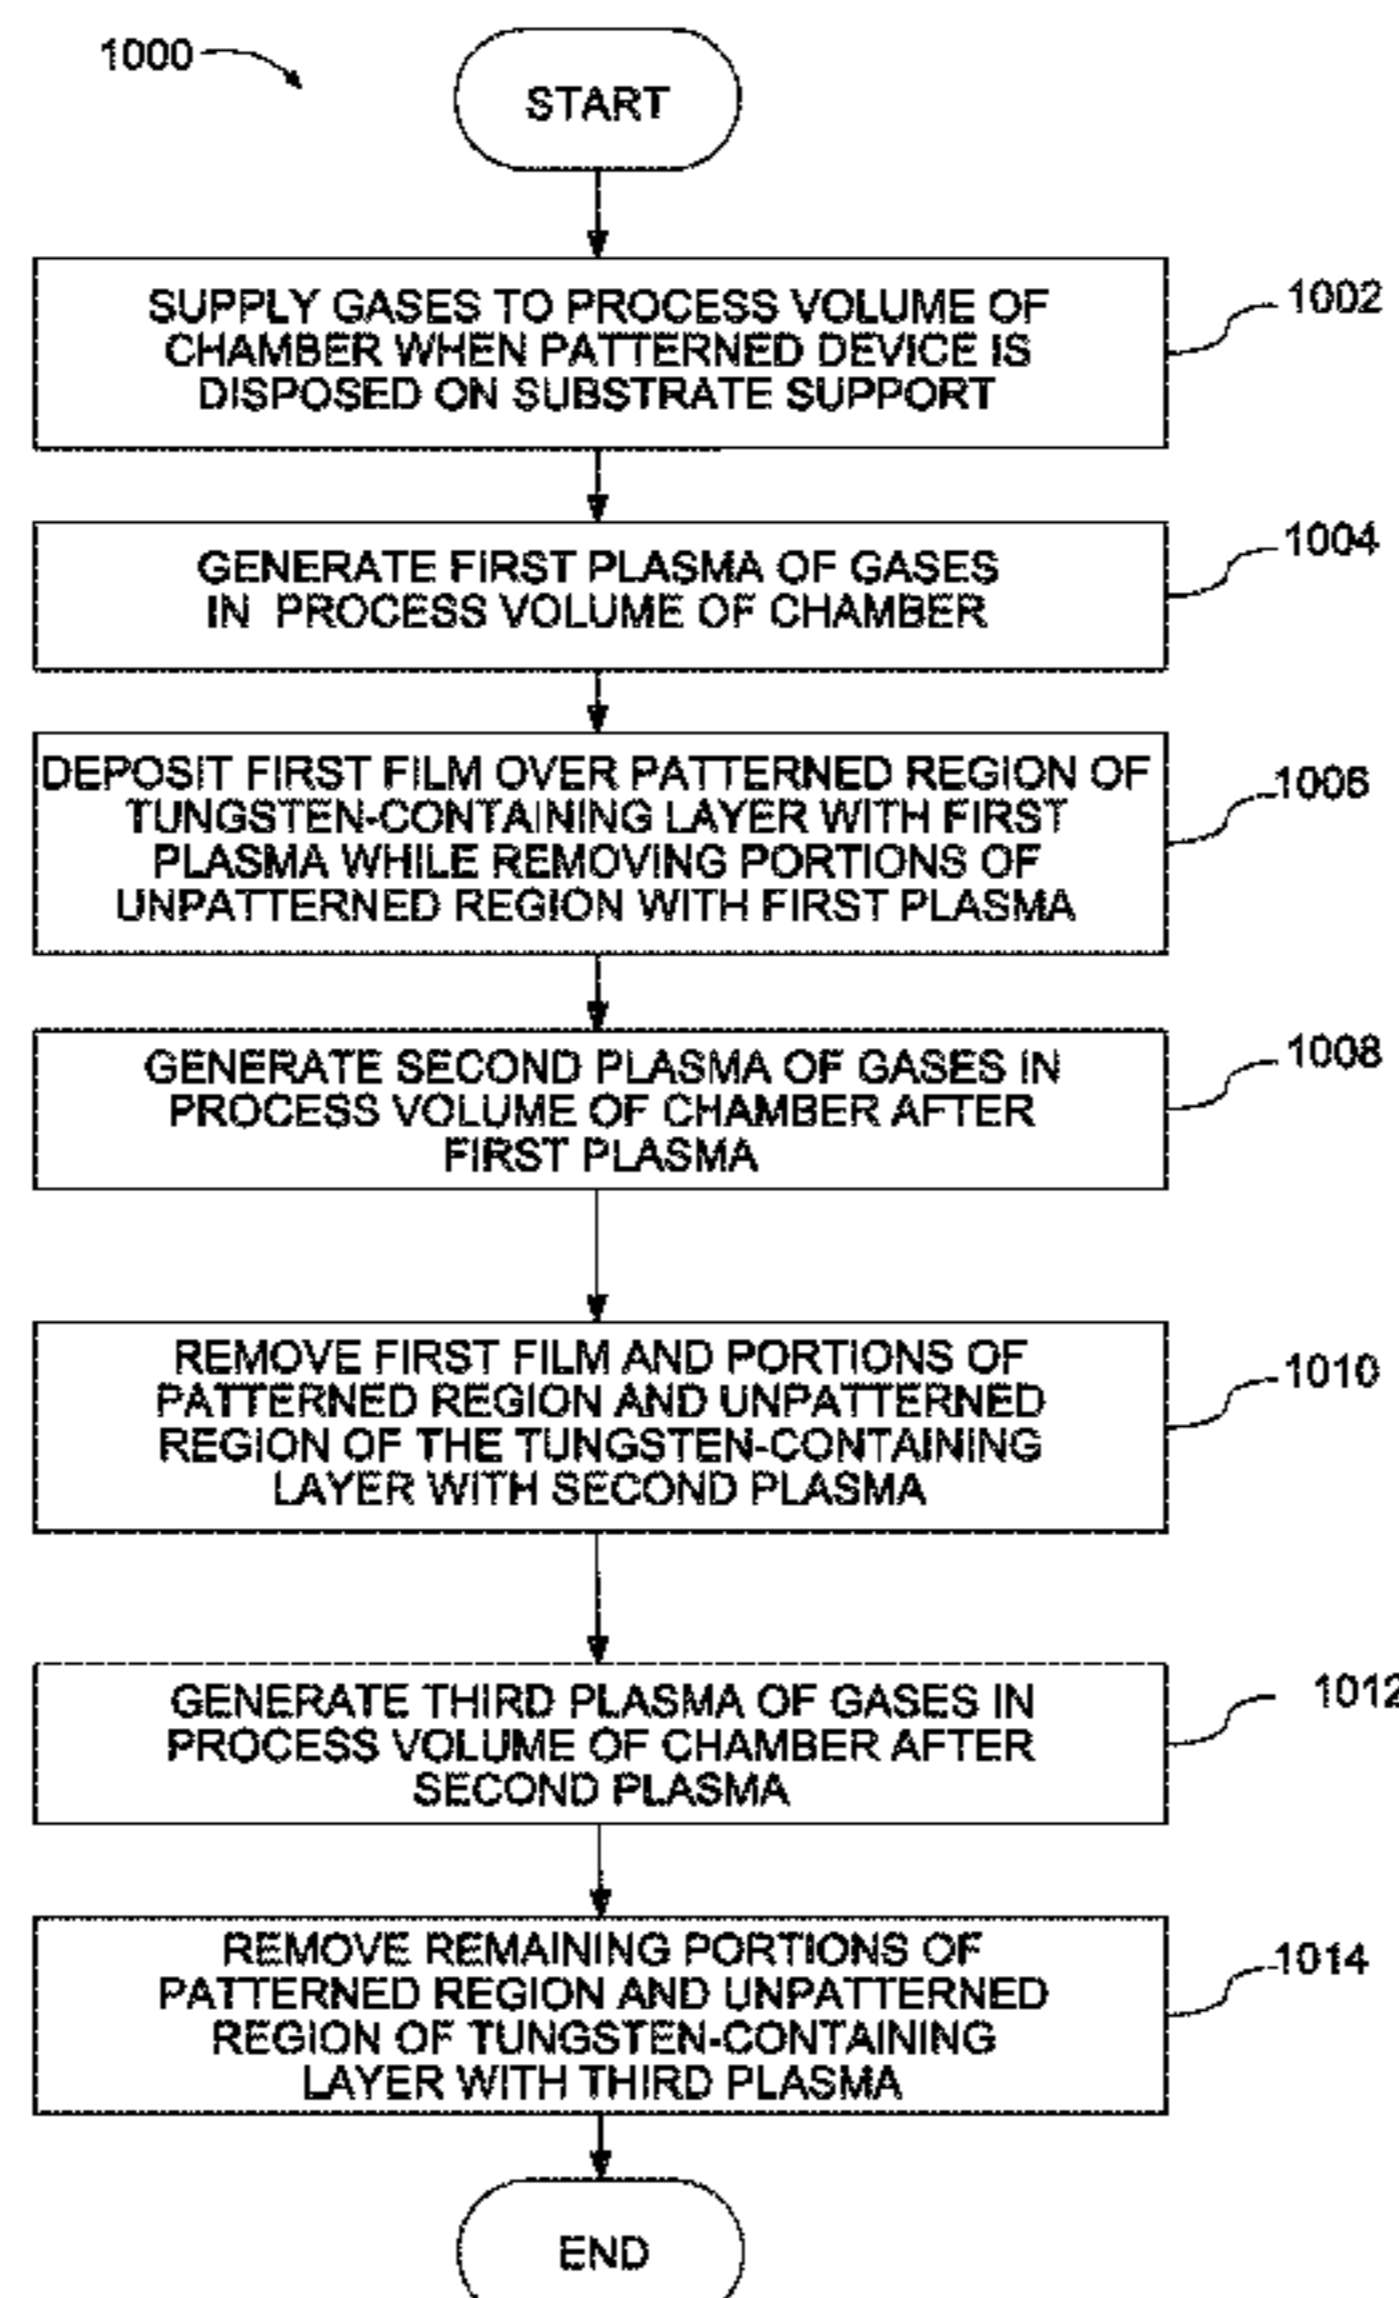 1000
START
SUPPLY GASES TO PROCESS VOLUME OF
CHAMBER WHEN PATTERNED DEVICE IS
DISPOSED ON SUBSTRATE SUPPORT
1002
GENERATE FIRST PLASMA OF GASES
IN PROCESS VOLUME OF CHAMBER
1004
DEPOSIT FIRST FILM OVER PATTERNED REGION OF
TUNGSTEN-CONTAINING LAYER WITH FIRST
PLASMA WHILE REMOVING PORTIONS OF
UNPATTERNED REGION WITH FIRST PLASMA
1006
GENERATE SECOND PLASMA OF GASES IN
PROCESS VOLUME OF CHAMBER AFTER
FIRST PLASMA
1008
REMOVE FIRST FILM AND PORTIONS OF
PATTERNED REGION AND UNPATTERNED
REGION OF THE TUNGSTEN-CONTAINING
LAYER WITH SECOND PLASMA
1010
GENERATE THIRD PLASMA OF GASES IN
PROCESS VOLUME OF CHAMBER AFTER
SECOND PLASMA
1012
REMOVE REMAINING PORTIONS OF
PATTERNED REGION AND UNPATTERNED
REGION OF TUNGSTEN-CONTAINING
LAYER WITH THIRD PLASMA
1014
END